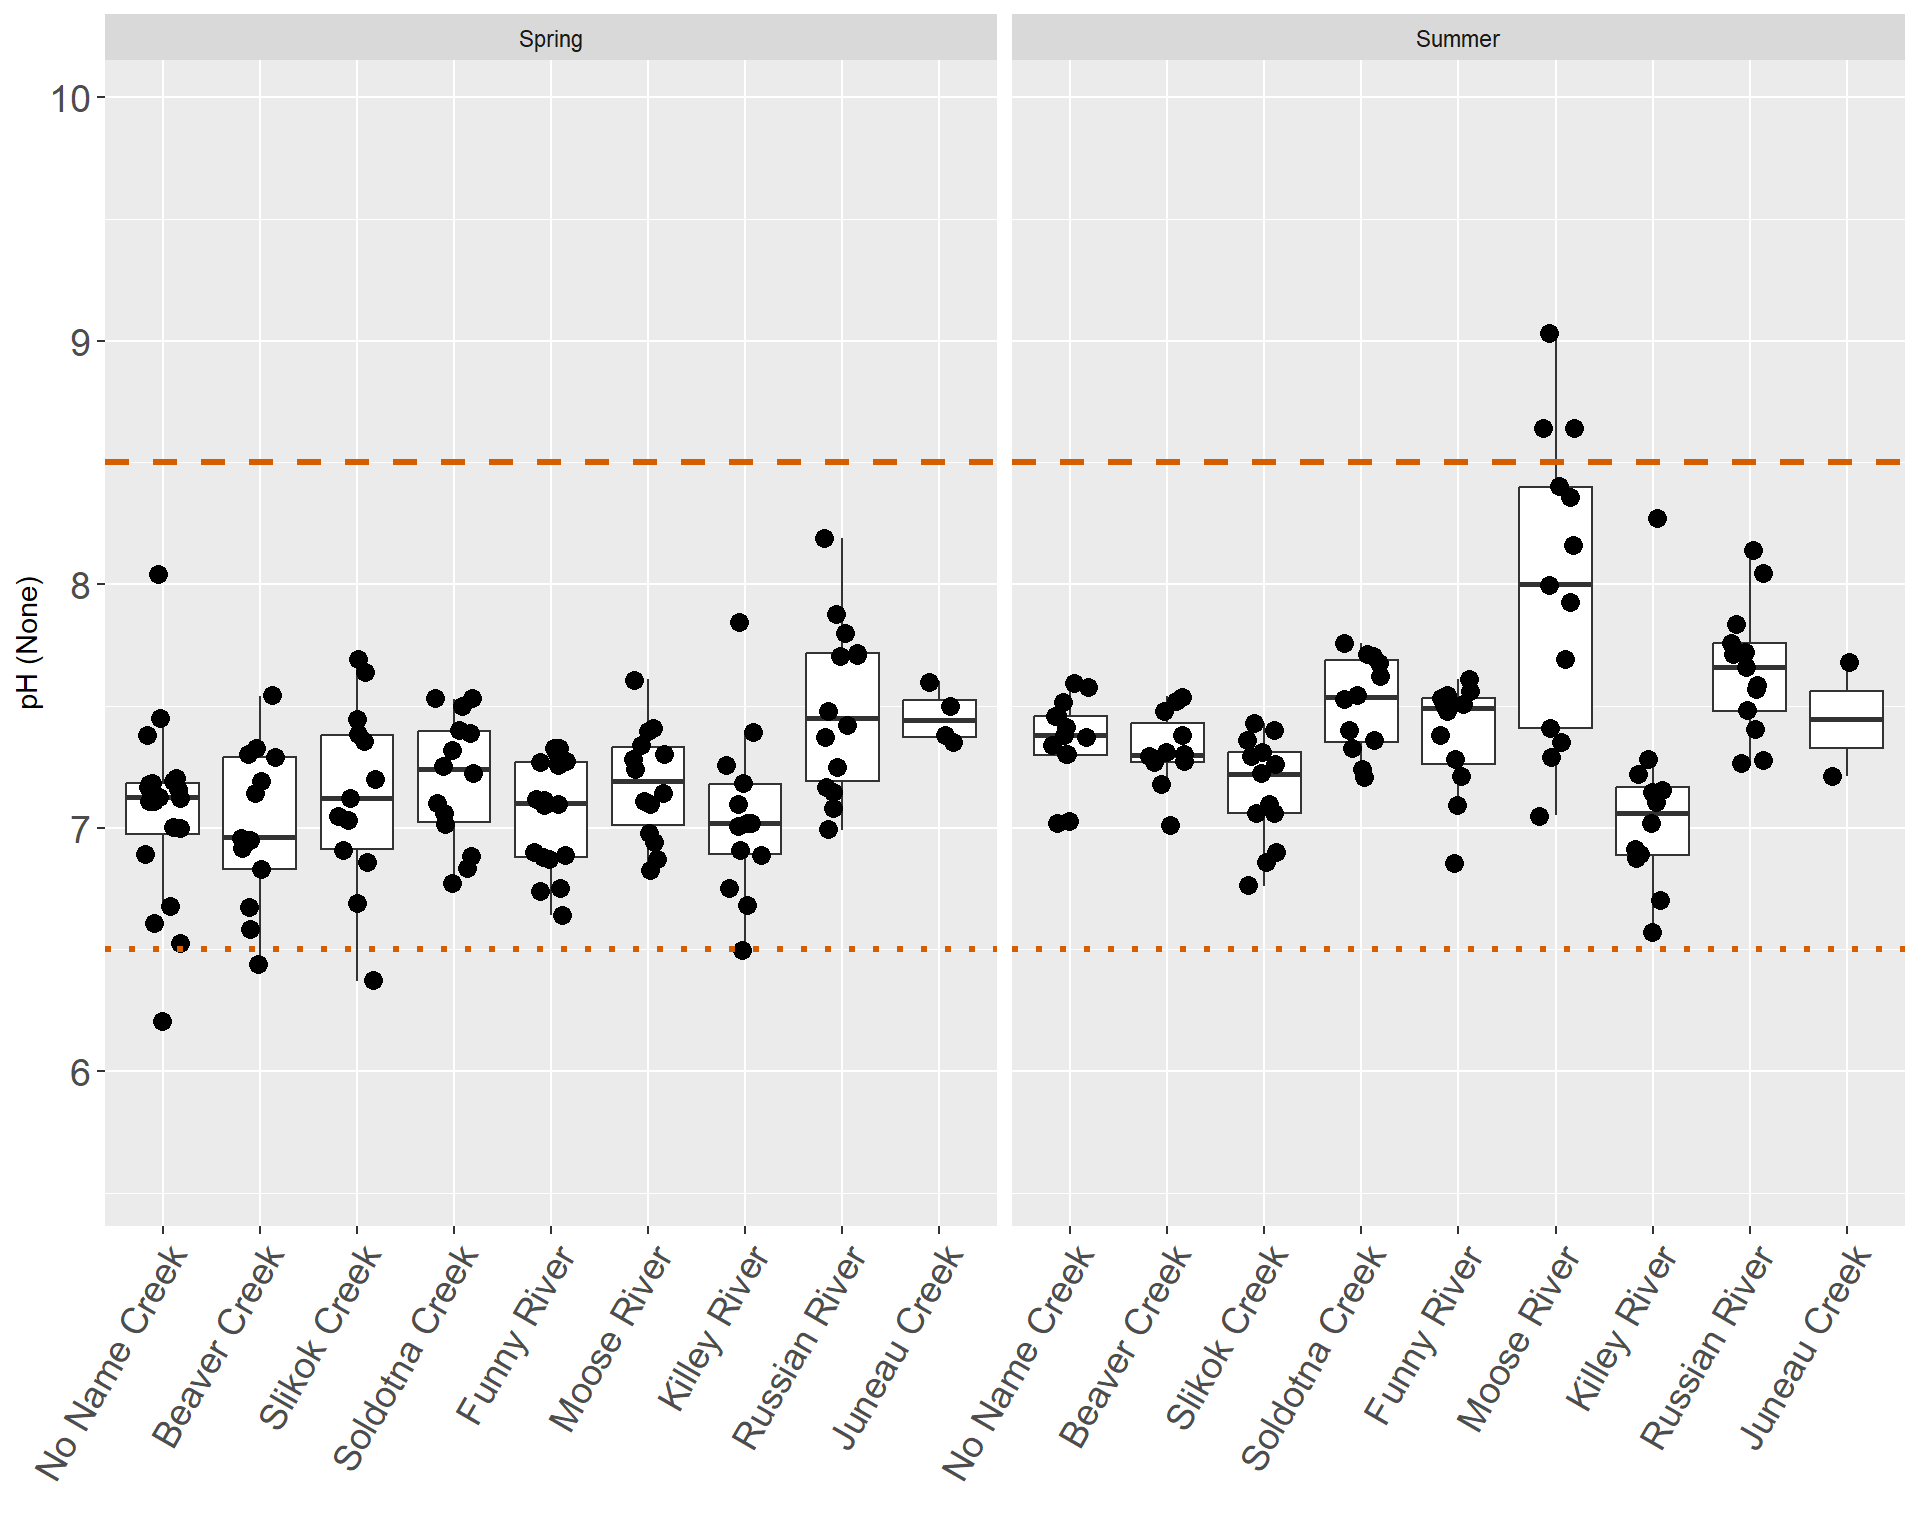 Spring
Summer
pH (None)
10
9
8
7
6
No Name Creek
Beaver Creek
Slikok Creek
Soldotna Creek
Funny River
Moose River
Killey River
Russian River
Juneau Creek
No Name Creek
Beaver Creek
Slikok Creek
Soldotna Creek
Funny River
Moose River
Killey River
Russian River
Juneau Creek